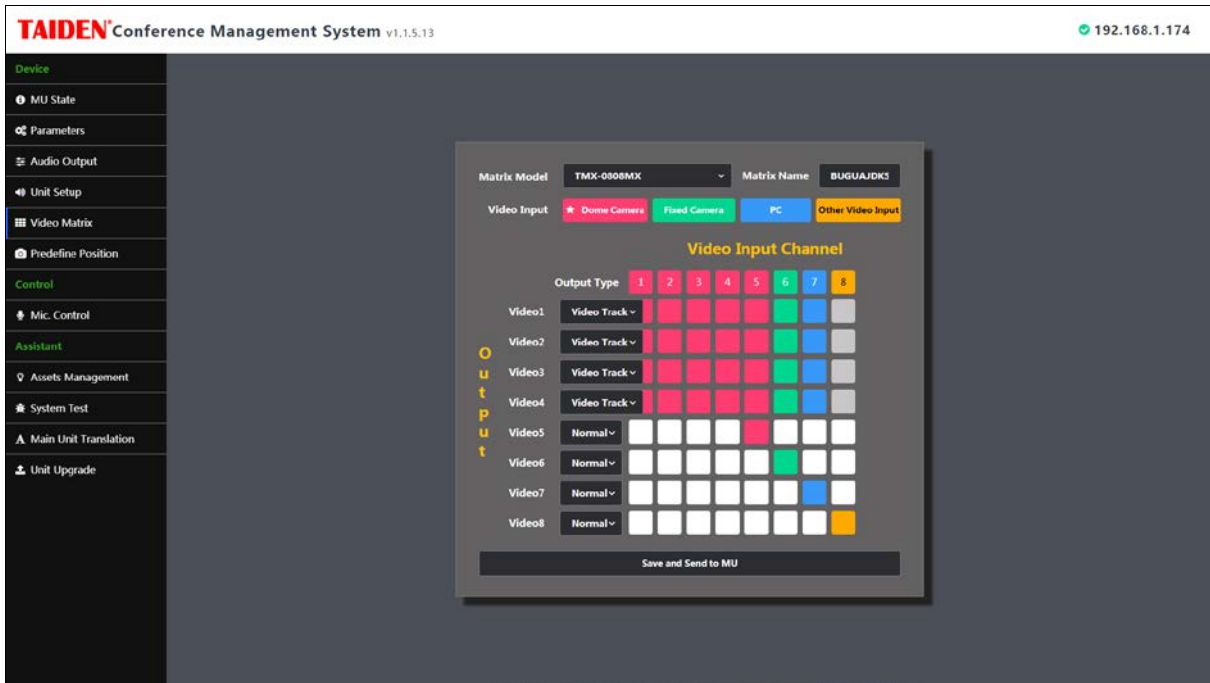 TAIDEN® Conference Management System v1.1.5.13
192.168.1.174
Device
MU State
Parameters
Audio Output
Unit Setup
Video Matrix
Predefine Position
Control
Mic. Control
Assistant
Assets Management
System Test
Main Unit Translation
Unit Upgrade
Matrix Model TMX-0808MX Matrix Name BUGUAJDKS
Video Input Dome Camera Fixed Camera PC Other Video Input
Video Input Channel
Output Type 1 2 3 4 5 6 7 8
Output
Video1 Video Track
Video2 Video Track
Video3 Video Track
Video4 Video Track
Video5 Normal
Video6 Normal
Video7 Normal
Video8 Normal
Save and Send to MU